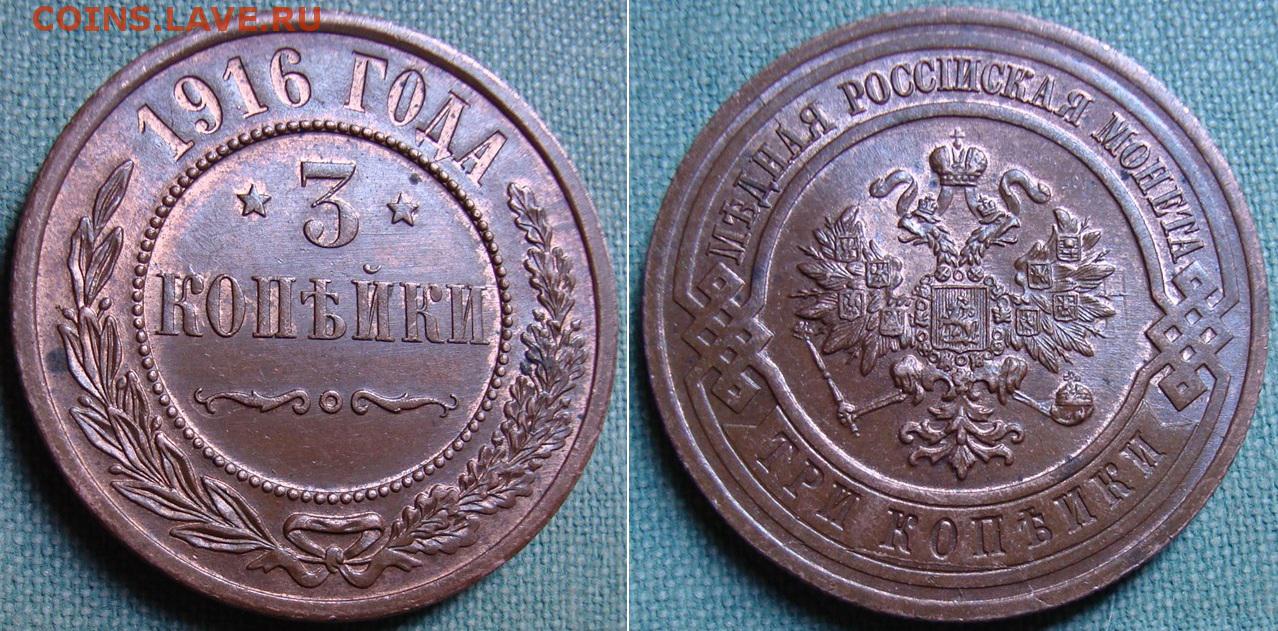 COINS.LAVE.RU
1916 ГОДА
3
КОПѢЙКИ
МѢДНАЯ РОССІЙСКАЯ МОНЕТА
ТРИ КОПѢЙКИ